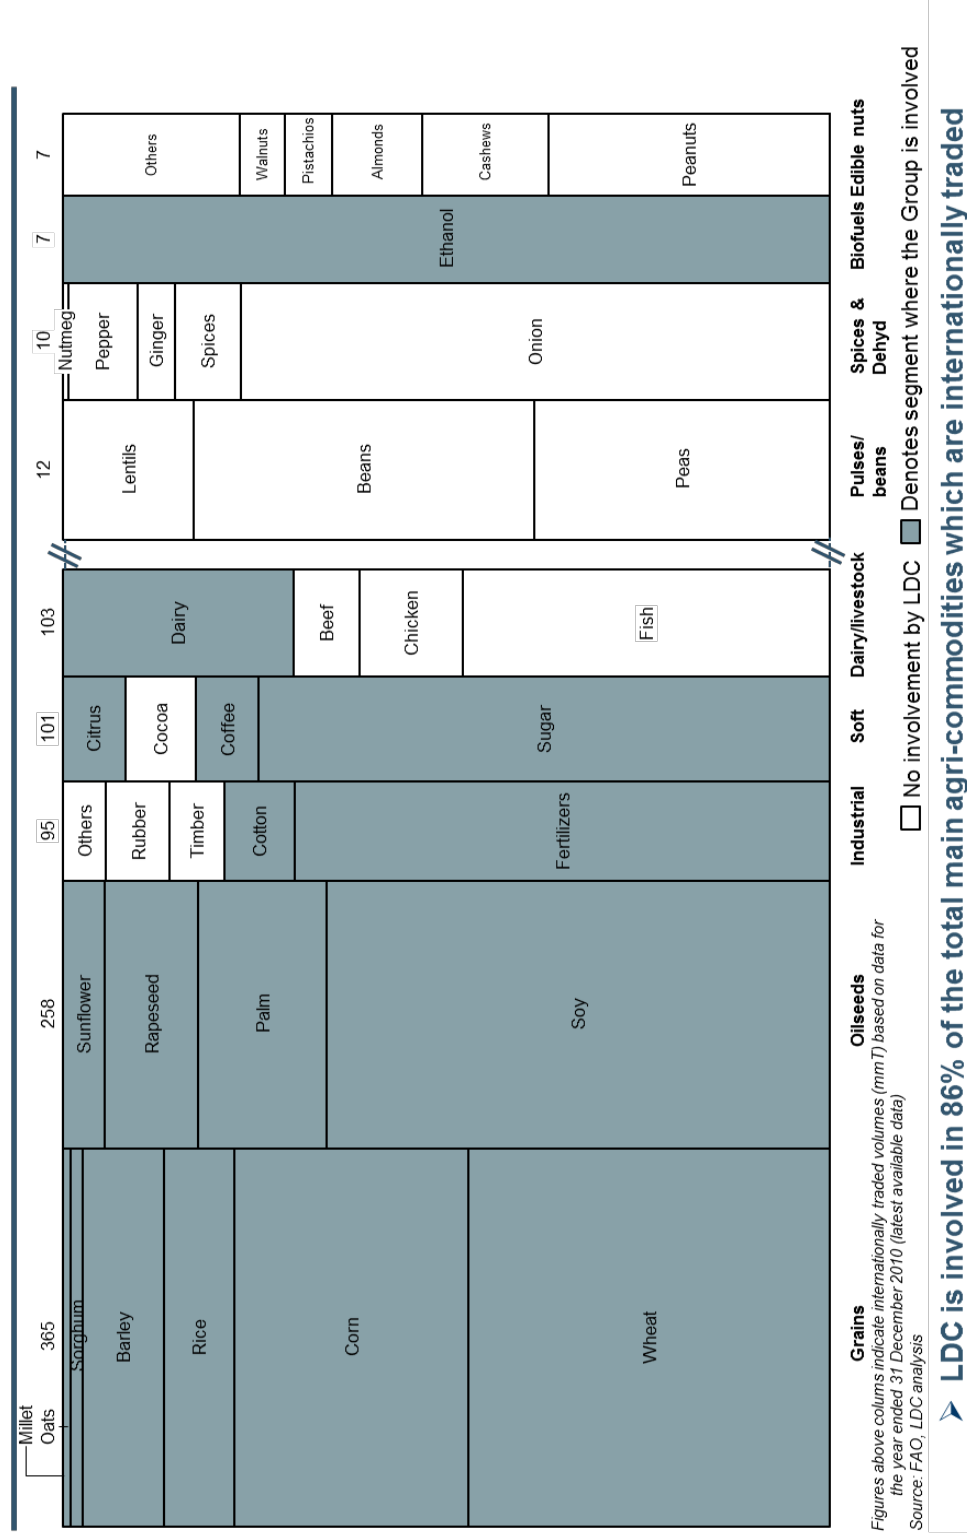 Millet
Oats
365
258
95
101
103
12
10
7
7
Sorghum
Barley
Rice
Corn
Wheat
Sunflower
Rapeseed
Palm
Soy
Others
Rubber
Timber
Cotton
Fertilizers
Citrus
Cocoa
Coffee
Sugar
Dairy
Beef
Chicken
Fish
Lentils
Beans
Peas
Nutmeg
Pepper
Ginger
Spices
Onion
Ethanol
Others
Walnuts
Pistachios
Almonds
Cashews
Peanuts
Grains
Oilseeds
Industrial
Soft
Dairy/livestock
Pulses/
beans
Spices &
Dehyd
Biofuels
Edible nuts
Figures above colums indicate internationally traded volumes (mmT) based on data for
the year ended 31 December 2010 (latest available data)
Source: FAO, LDC analysis
No involvement by LDC
Denotes segment where the Group is involved
LDC is involved in 86% of the total main agri-commodities which are internationally traded